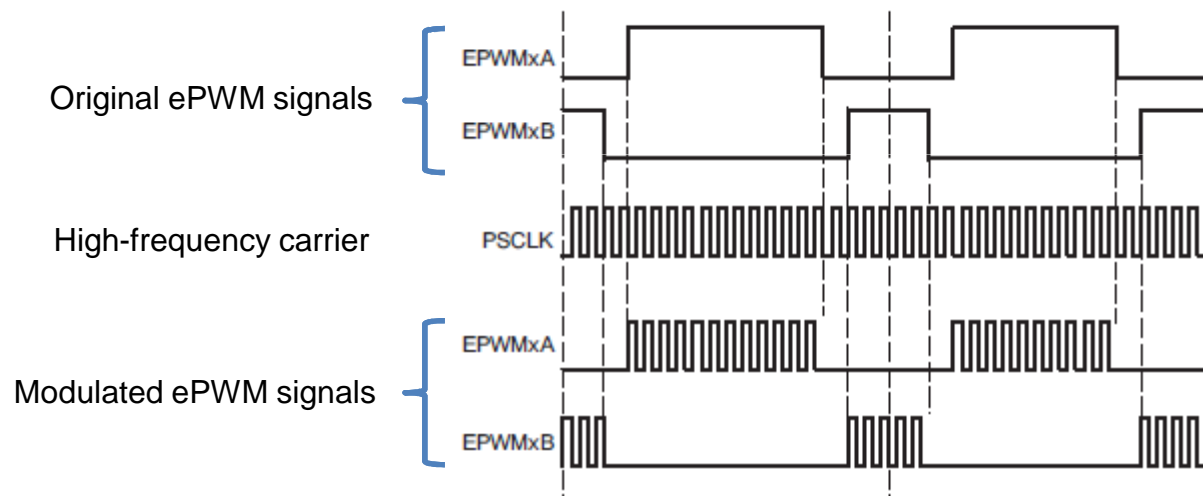 EPWMxA
Original ePWM signals
EPWMxB
High-frequency carrier
PSCLK
EPWMxA
Modulated ePWM signals
EPWMxB